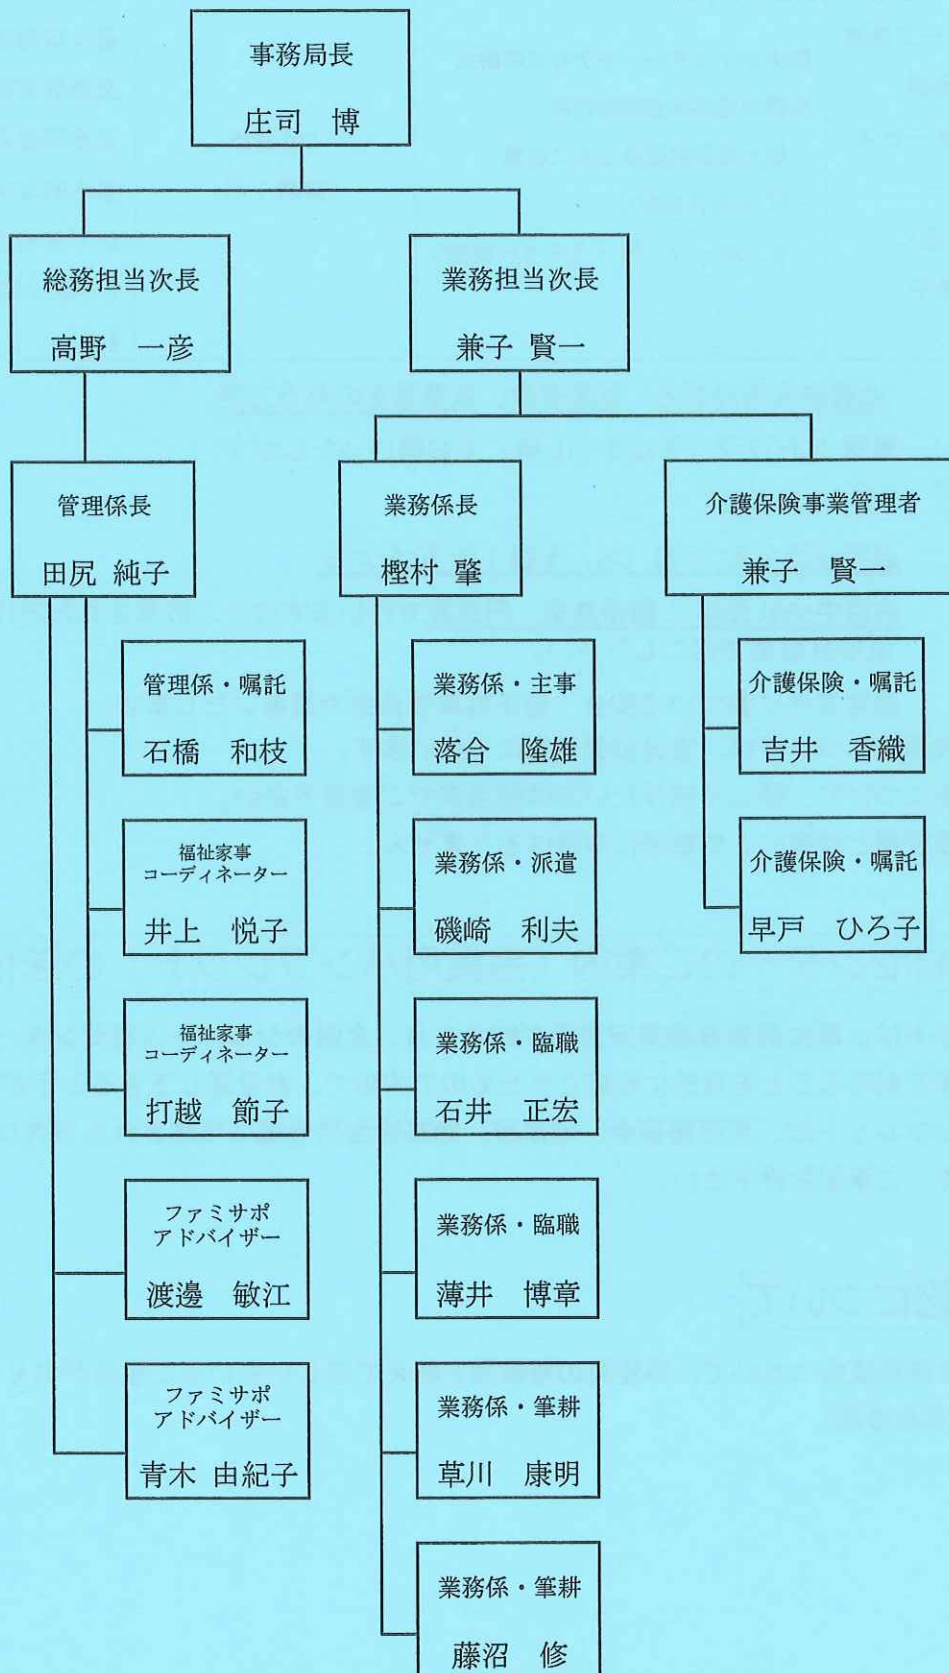 事務局長
庄司　博
総務担当次長
高野　一彦
業務担当次長
兼子 賢一
管理係長
田尻 純子
業務係長
樫村 肇
介護保険事業管理者
兼子　賢一
管理係・嘱託
石橋　和枝
福祉家事
コーディネーター
井上　悦子
福祉家事
コーディネーター
打越　節子
ファミサポ
アドバイザー
渡邊　敏江
ファミサポ
アドバイザー
青木 由紀子
業務係・主事
落合　隆雄
業務係・派遣
磯崎　利夫
業務係・臨職
石井　正宏
業務係・臨職
薄井　博章
業務係・筆耕
草川　康明
業務係・筆耕
藤沼　修
介護保険・嘱託
吉井　香織
介護保険・嘱託
早戸　ひろ子